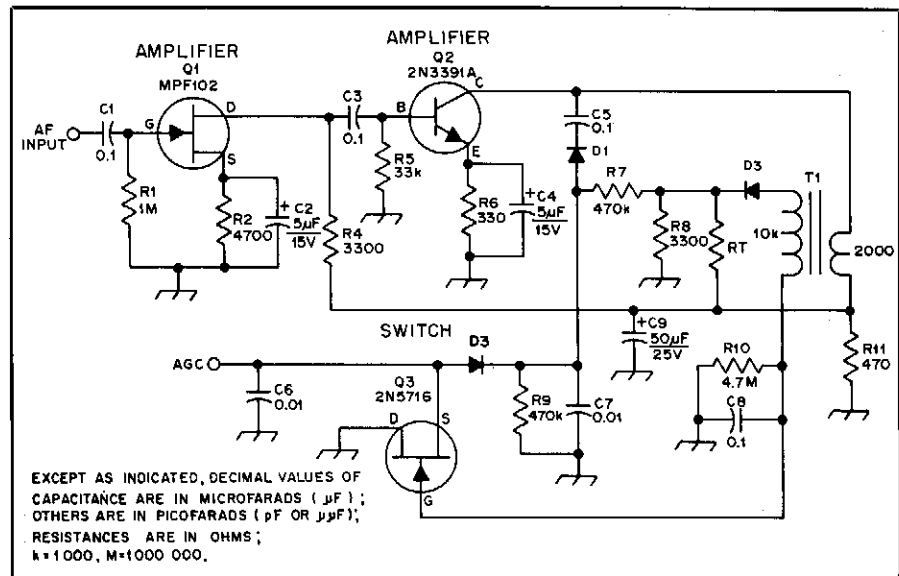 AMPLIFIER
Q1
MPF102
AMPLIFIER
Q2
2N3391A
C1
0.1
AF
INPUT
G
D
S
C3
0.1
B
C
E
C5
0.1
D1
R1
1M
R2
4700
+
C2
5µF
15V
R4
3300
R5
33k
R6
330
+
C4
5µF
15V
R7
470k
R8
3300
RT
D3
10k
T1
2000
SWITCH
+
C9
50µF
25V
AGC
C6
0.01
D3
Q3
2N5716
D
S
G
R9
470k
C7
0.01
R10
4.7M
C8
0.1
R11
470
EXCEPT AS INDICATED, DECIMAL VALUES OF
CAPACITANCE ARE IN MICROFARADS (µF);
OTHERS ARE IN PICOFARADS (pF OR µµF);
RESISTANCES ARE IN OHMS;
k=1000, M=1000 000.